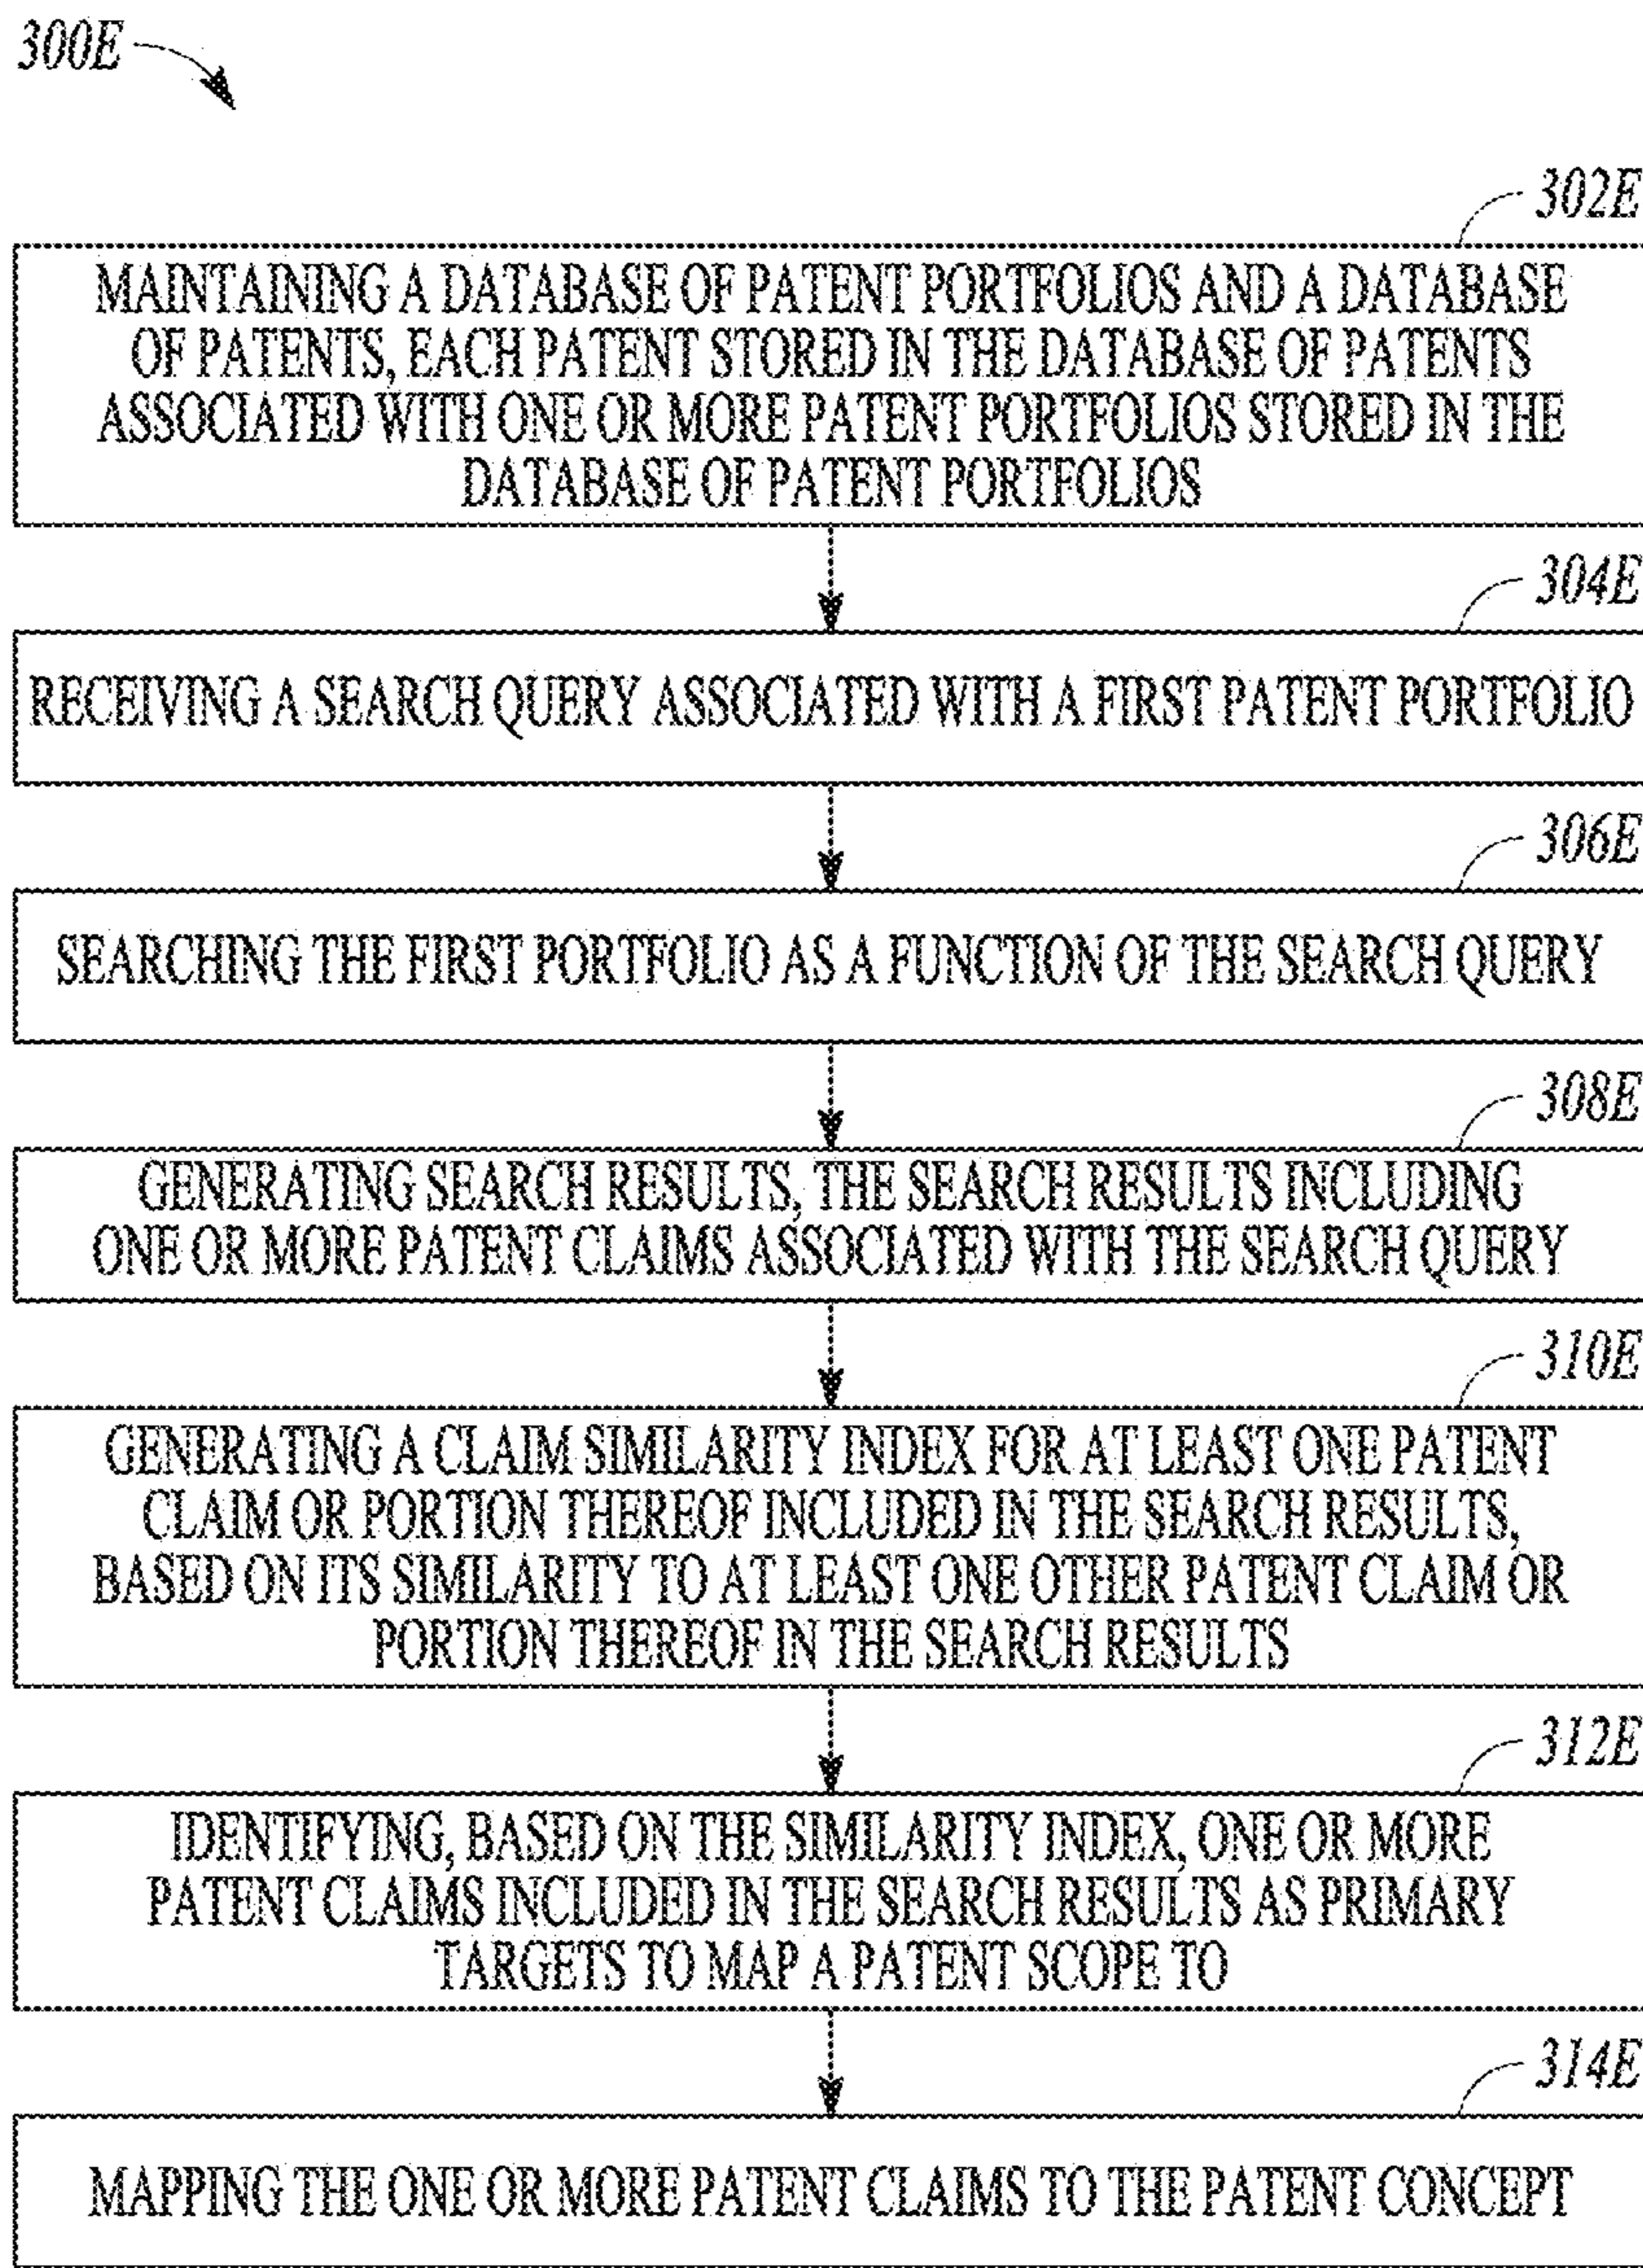 300E
302E
MAINTAINING A DATABASE OF PATENT PORTFOLIOS AND A DATABASE
OF PATENTS, EACH PATENT STORED IN THE DATABASE OF PATENTS
ASSOCIATED WITH ONE OR MORE PATENT PORTFOLIOS STORED IN THE
DATABASE OF PATENT PORTFOLIOS
304E
RECEIVING A SEARCH QUERY ASSOCIATED WITH A FIRST PATENT PORTFOLIO
306E
SEARCHING THE FIRST PORTFOLIO AS A FUNCTION OF THE SEARCH QUERY
308E
GENERATING SEARCH RESULTS, THE SEARCH RESULTS INCLUDING
ONE OR MORE PATENT CLAIMS ASSOCIATED WITH THE SEARCH QUERY
310E
GENERATING A CLAIM SIMILARITY INDEX FOR AT LEAST ONE PATENT
CLAIM OR PORTION THEREOF INCLUDED IN THE SEARCH RESULTS,
BASED ON ITS SIMILARITY TO AT LEAST ONE OTHER PATENT CLAIM OR
PORTION THEREOF IN THE SEARCH RESULTS
312E
IDENTIFYING, BASED ON THE SIMILARITY INDEX, ONE OR MORE
PATENT CLAIMS INCLUDED IN THE SEARCH RESULTS AS PRIMARY
TARGETS TO MAP A PATENT SCOPE TO
314E
MAPPING THE ONE OR MORE PATENT CLAIMS TO THE PATENT CONCEPT